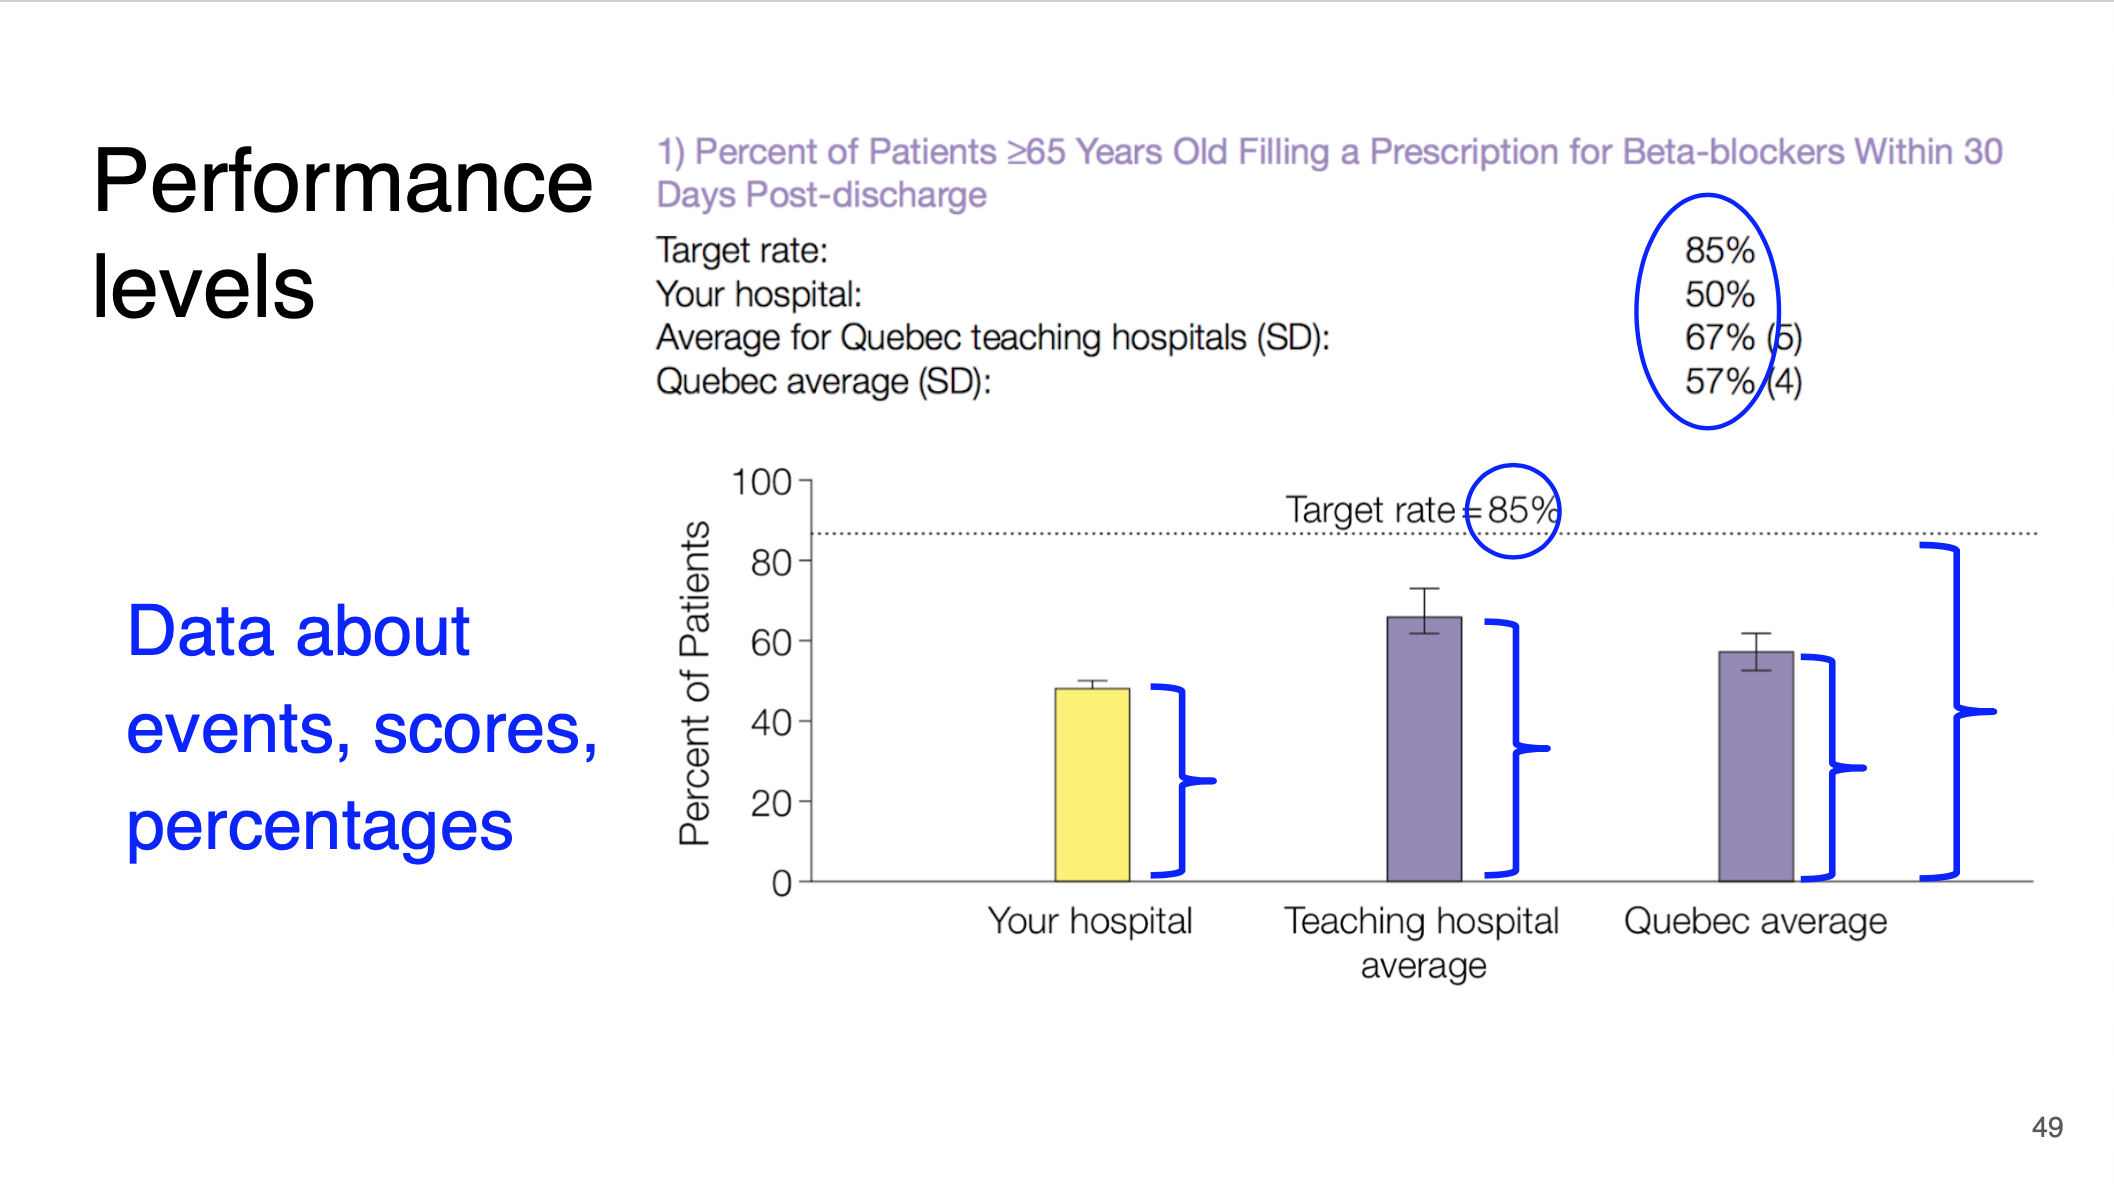 Performance
levels
Data about
events, scores,
percentages
1) Percent of Patients ≥65 Years Old Filling a Prescription for Beta-blockers Within 30
Days Post-discharge
Target rate: 85%
Your hospital: 50%
Average for Quebec teaching hospitals (SD): 67% (5)
Quebec average (SD): 57% (4)
Percent of Patients
100
80
60
40
20
0
Target rate = 85%
Your hospital
Teaching hospital
average
Quebec average
49